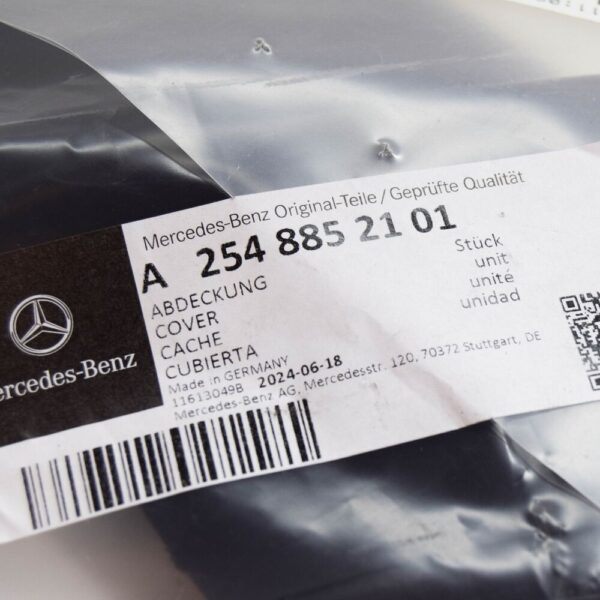 Mercedes-Benz Original-Teile / Geprüfte Qualität
A 254 885 21 01
ABDECKUNG
COVER
CACHE
CUBIERTA
Stück
unit
unité
unidad
Made in GERMANY
11613049B 2024-06-18
Mercedes-Benz AG, Mercedesstr. 120, 70372 Stuttgart, DE
ercedes-Benz